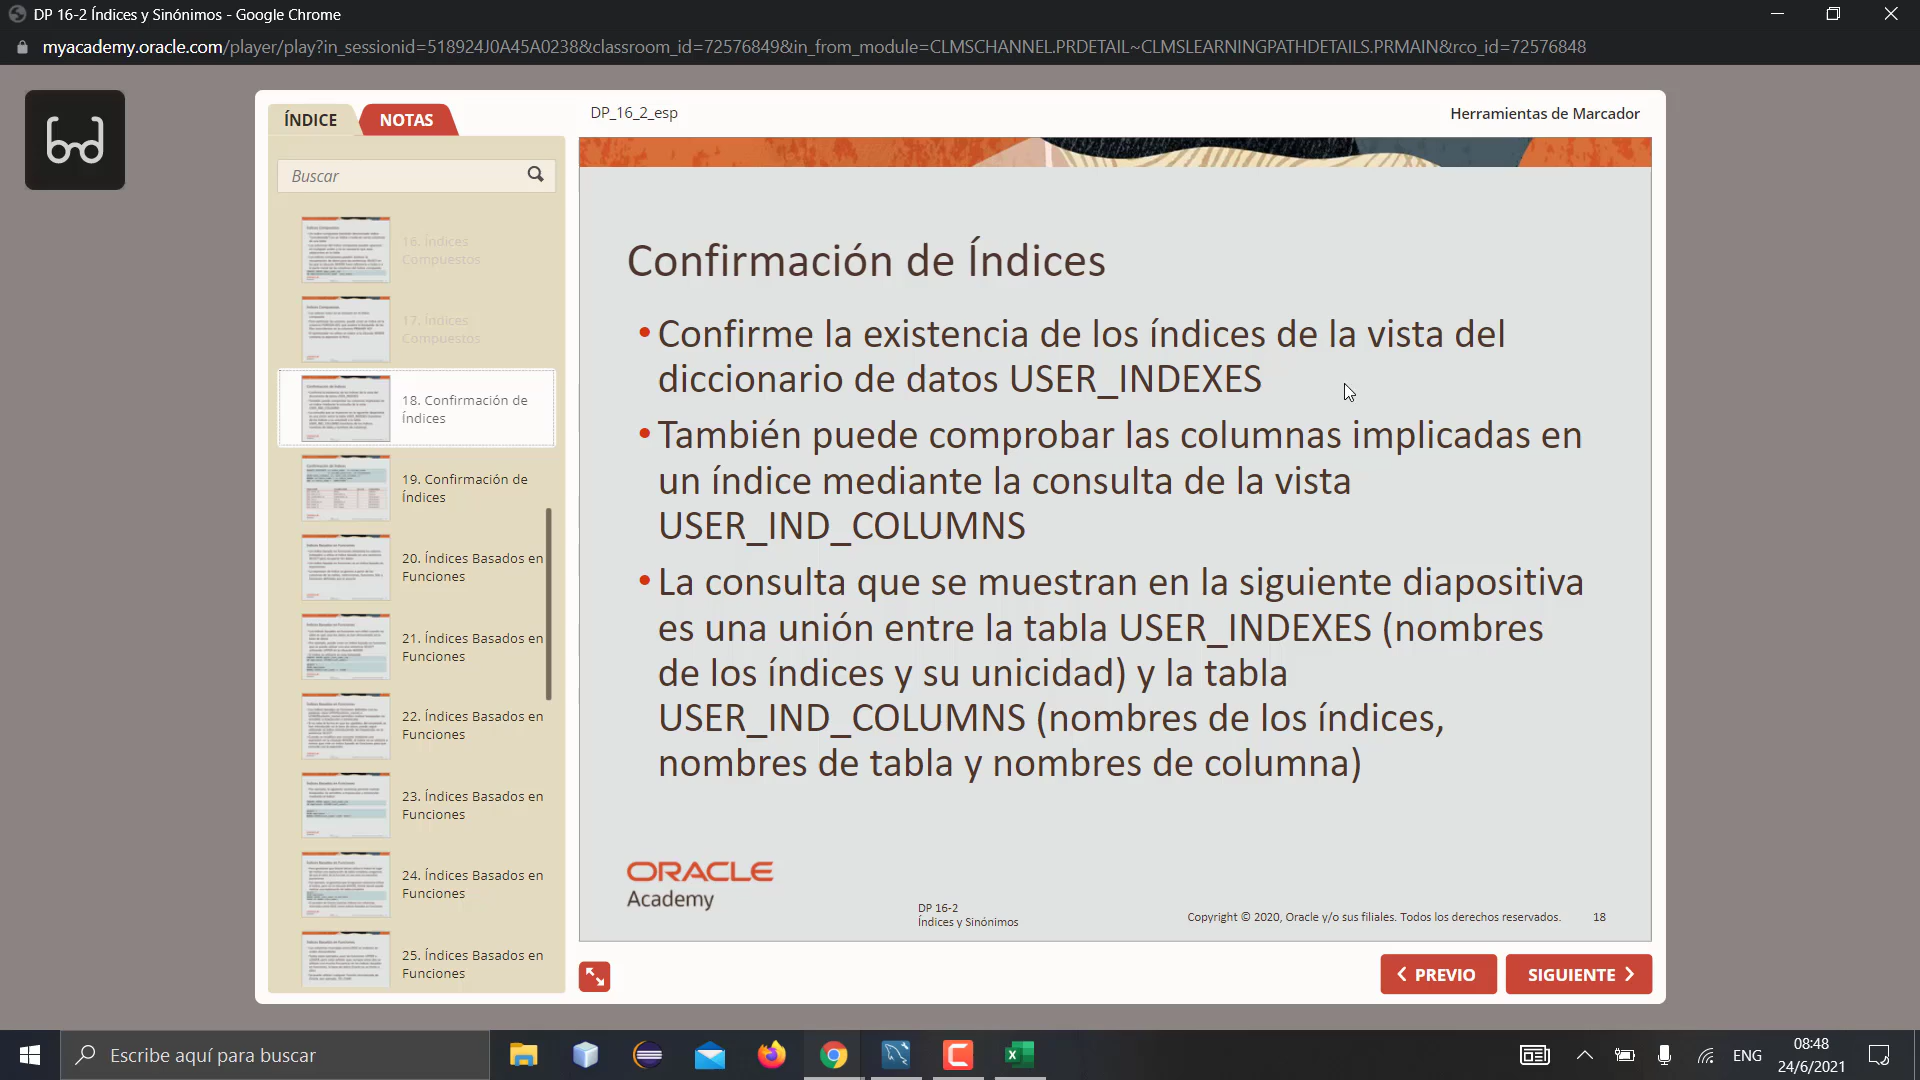 DP 16-2 Índices y Sinónimos - Google Chrome
myacademy.oracle.com/player/play?in_sessionid=518924J0A45A0238&classroom_id=72576849&in_from_module=CLMSCHANNEL.PRDETAIL~CLMSLEARNINGPATHDETAILS.PRMAIN&rco_id=72576848
ÍNDICE
NOTAS
DP_16_2_esp
Herramientas de Marcador
Buscar
16. Índices
Compuestos
17. Índices
Compuestos
18. Confirmación de
Índices
19. Confirmación de
Índices
20. Índices Basados en
Funciones
21. Índices Basados en
Funciones
22. Índices Basados en
Funciones
23. Índices Basados en
Funciones
24. Índices Basados en
Funciones
25. Índices Basados en
Funciones
Confirmación de Índices
• Confirme la existencia de los índices de la vista del
diccionario de datos USER_INDEXES
• También puede comprobar las columnas implicadas en
un índice mediante la consulta de la vista
USER_IND_COLUMNS
• La consulta que se muestran en la siguiente diapositiva
es una unión entre la tabla USER_INDEXES (nombres
de los índices y su unicidad) y la tabla
USER_IND_COLUMNS (nombres de los índices,
nombres de tabla y nombres de columna)
ORACLE
Academy
DP 16-2
Índices y Sinónimos
Copyright © 2020, Oracle y/o sus filiales. Todos los derechos reservados.
18
PREVIO
SIGUIENTE
Escribe aquí para buscar
ENG
08:48
24/6/2021